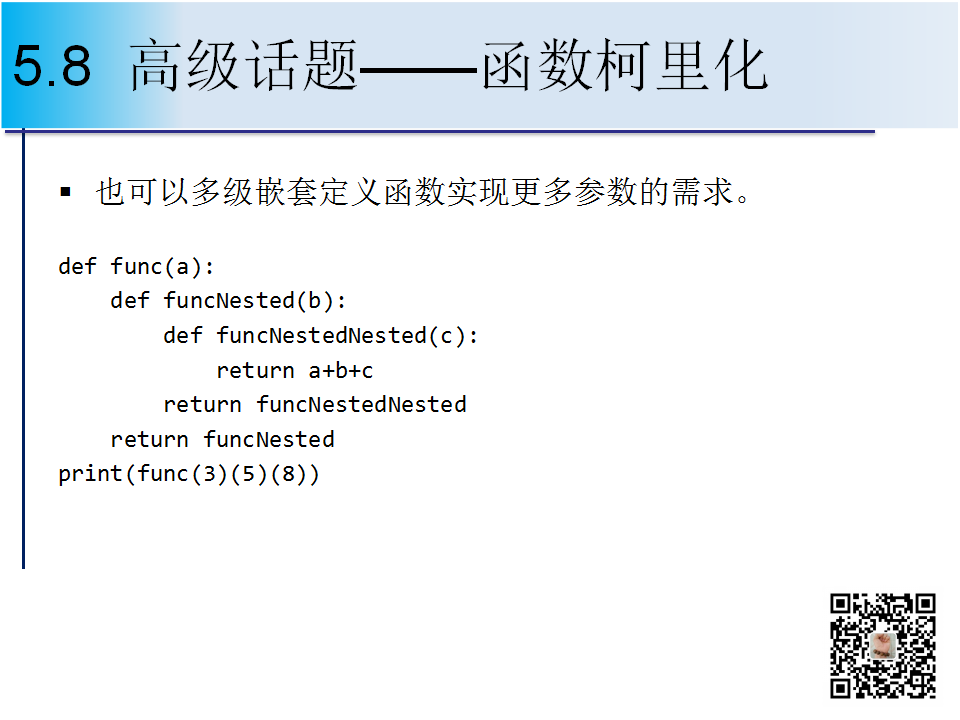 5.8 高级话题——函数柯里化
▪ 也可以多级嵌套定义函数实现更多参数的需求。
def func(a):
    def funcNested(b):
        def funcNestedNested(c):
            return a+b+c
        return funcNestedNested
    return funcNested
print(func(3)(5)(8))